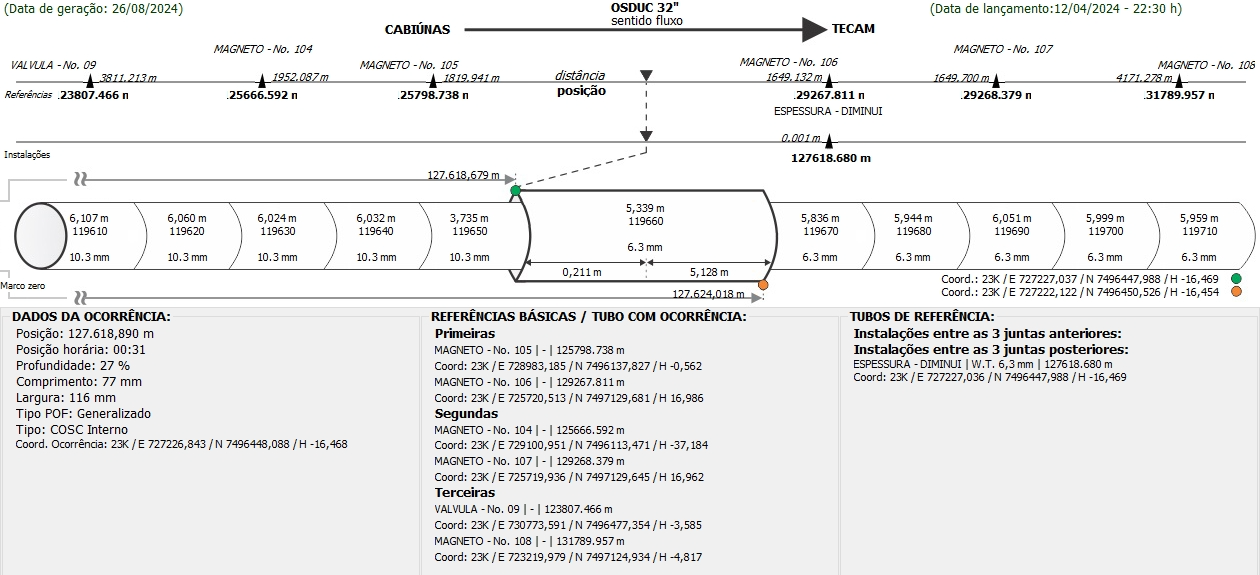 (Data de geração: 26/08/2024)
OSDUC 32"
sentido fluxo
(Data de lançamento:12/04/2024 - 22:30 h)
CABIÚNAS
TECAM
VALVULA - No. 09
MAGNETO - No. 104
MAGNETO - No. 105
MAGNETO - No. 106
MAGNETO - No. 107
MAGNETO - No. 108
3811.213 m
1952.087 m
1819.941 m
distância
1649.132 m
1649.700 m
4171.278 m
Referências
.23807.466 n
.25666.592 n
.25798.738 n
posição
.29267.811 n
.29268.379 n
.31789.957 n
ESPESSURA - DIMINUI
0.001 m
Instalações
127618.680 m
127.618,679 m
6,107 m
119610
10.3 mm
6,060 m
119620
10.3 mm
6,024 m
119630
10.3 mm
6,032 m
119640
10.3 mm
3,735 m
119650
10.3 mm
5,339 m
119660
6.3 mm
0,211 m
5,128 m
5,836 m
119670
6.3 mm
5,944 m
119680
6.3 mm
6,051 m
119690
6.3 mm
5,999 m
119700
6.3 mm
5,959 m
119710
6.3 mm
Coord.: 23K / E 727227,037 / N 7496447,988 / H -16,469
Coord.: 23K / E 727222,122 / N 7496450,526 / H -16,454
Marco zero
127.624,018 m
DADOS DA OCORRÊNCIA:
Posição: 127.618,890 m
Posição horária: 00:31
Profundidade: 27 %
Comprimento: 77 mm
Largura: 116 mm
Tipo POF: Generalizado
Tipo: COSC Interno
Coord. Ocorrência: 23K / E 727226,843 / N 7496448,088 / H -16,468
REFERÊNCIAS BÁSICAS / TUBO COM OCORRÊNCIA:
Primeiras
MAGNETO - No. 105 | - | 125798.738 m
Coord: 23K / E 728983,185 / N 7496137,827 / H -0,562
MAGNETO - No. 106 | - | 129267.811 m
Coord: 23K / E 725720,513 / N 7497129,681 / H 16,986
Segundas
MAGNETO - No. 104 | - | 125666.592 m
Coord: 23K / E 729100,951 / N 7496113,471 / H -37,184
MAGNETO - No. 107 | - | 129268.379 m
Coord: 23K / E 725719,936 / N 7497129,645 / H 16,962
Terceiras
VALVULA - No. 09 | - | 123807.466 m
Coord: 23K / E 730773,591 / N 7496477,354 / H -3,585
MAGNETO - No. 108 | - | 131789.957 m
Coord: 23K / E 723219,979 / N 7497124,934 / H -4,817
TUBOS DE REFERÊNCIA:
Instalações entre as 3 juntas anteriores:
Instalações entre as 3 juntas posteriores:
ESPESSURA - DIMINUI | W.T. 6,3 mm | 127618.680 m
Coord: 23K / E 727227,036 / N 7496447,988 / H -16,469